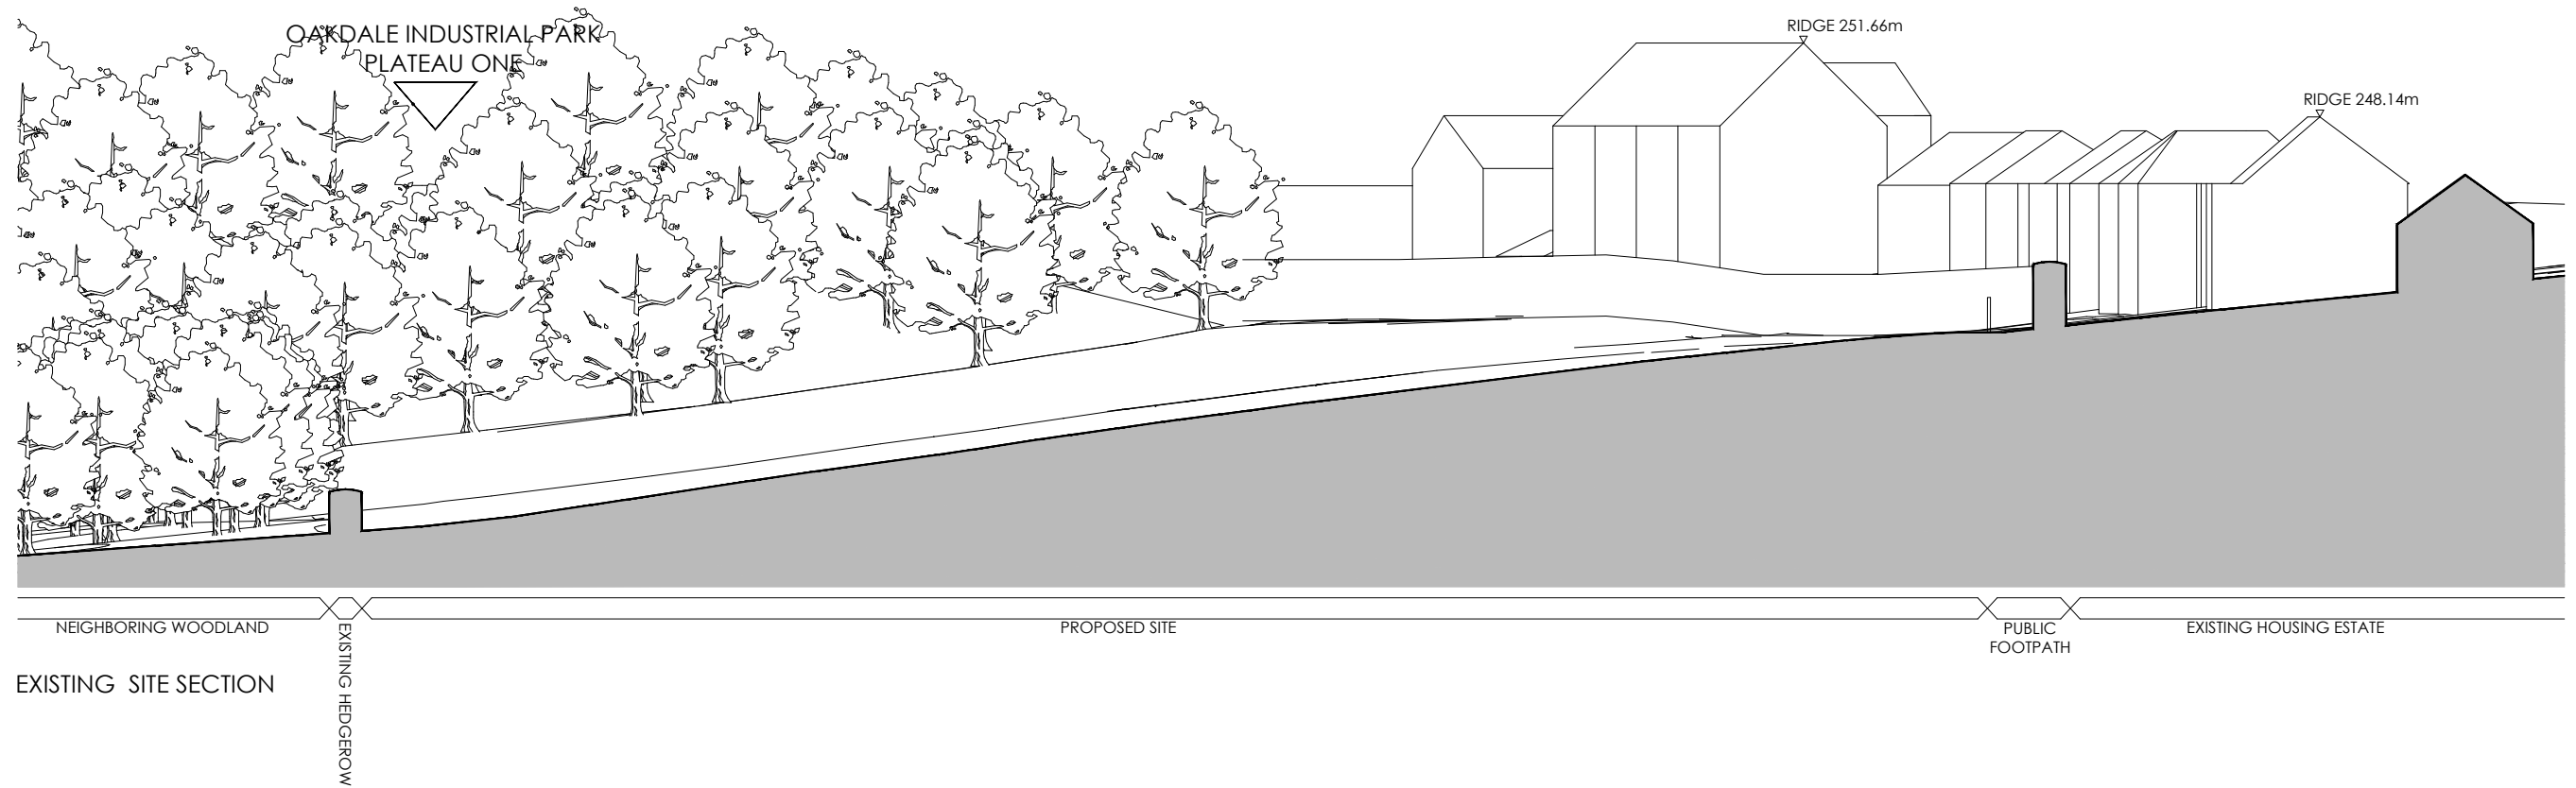 OAKDALE INDUSTRIAL PARK
PLATEAU ONE
RIDGE 251.66m
RIDGE 248.14m
NEIGHBORING WOODLAND
EXISTING HEDGEROW
PROPOSED SITE
PUBLIC
FOOTPATH
EXISTING HOUSING ESTATE
EXISTING SITE SECTION